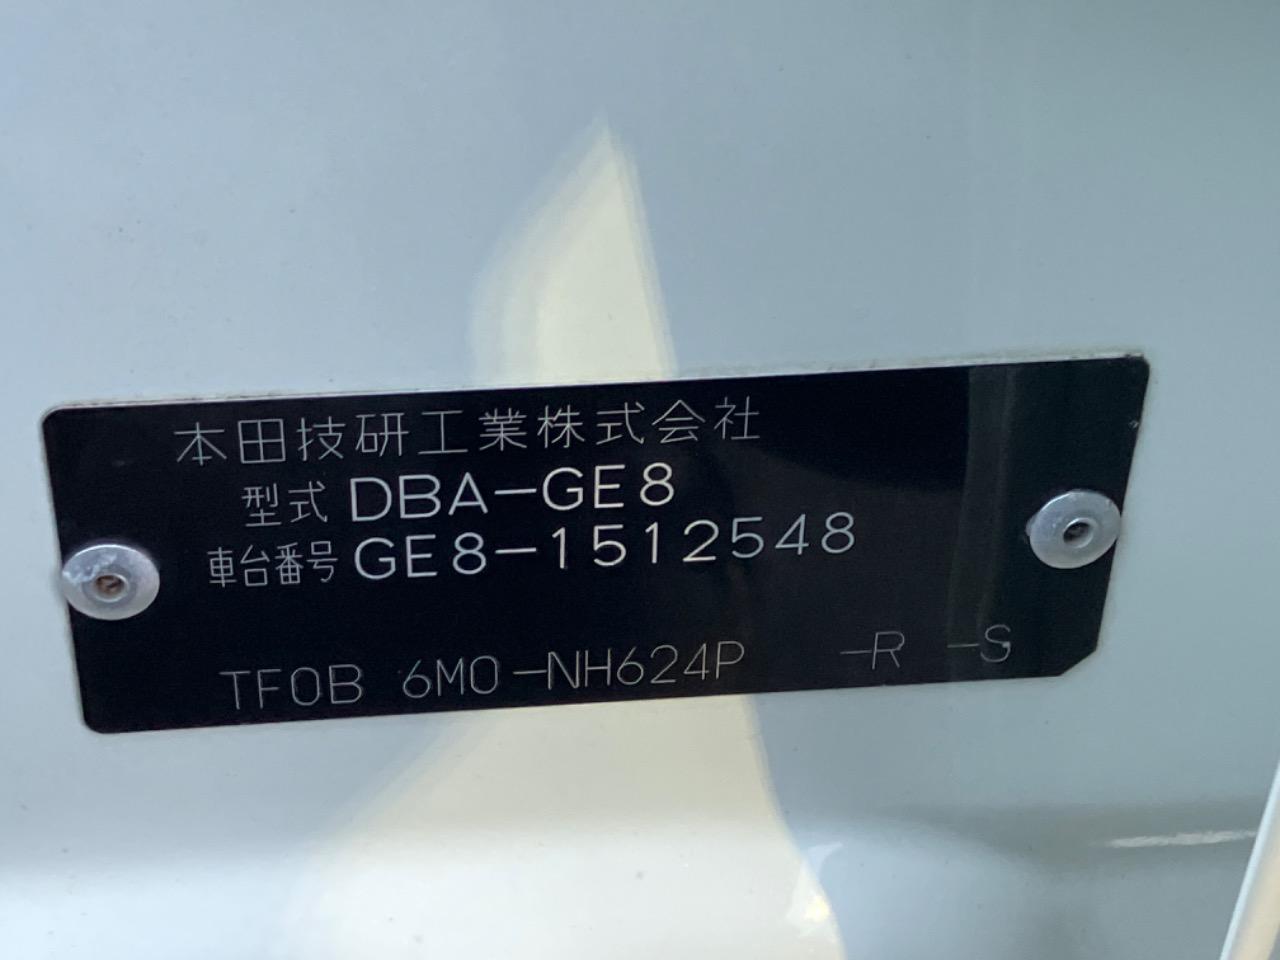 本田技研工業株式会社
型式 DBA-GE8
車台番号 GE8-1512548
TF0B 6M0-NH624P -R -S